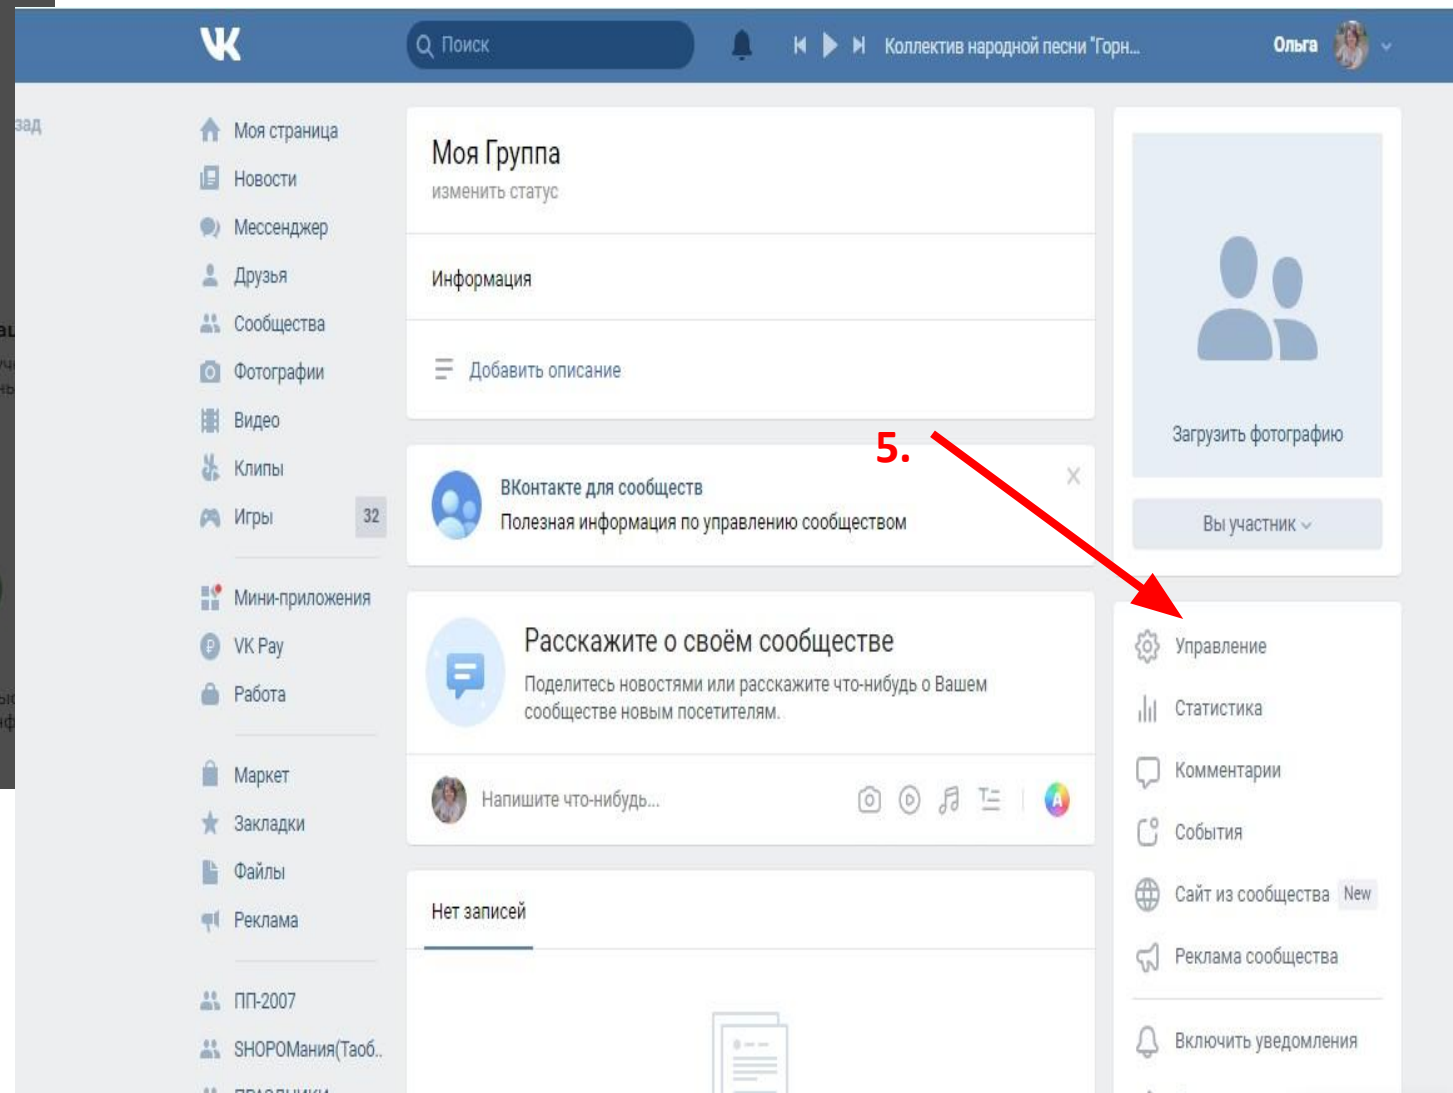 Поиск
Коллектив народной песни "Горн...
Ольга
зад
Моя страница
Новости
Мессенджер
Друзья
Сообщества
Фотографии
Видео
Клипы
Игры 32
Мини-приложения
VK Pay
Работа
Маркет
Закладки
Файлы
Реклама
ПП-2007
SHOPOMания(Таоб..
Моя Группа
изменить статус
Информация
Добавить описание
5.
ВКонтакте для сообществ
Полезная информация по управлению сообществом
Расскажите о своём сообществе
Поделитесь новостями или расскажите что-нибудь о Вашем
сообществе новым посетителям.
Напишите что-нибудь...
Нет записей
Загрузить фотографию
Вы участник
Управление
Статистика
Комментарии
События
Сайт из сообщества New
Реклама сообщества
Включить уведомления